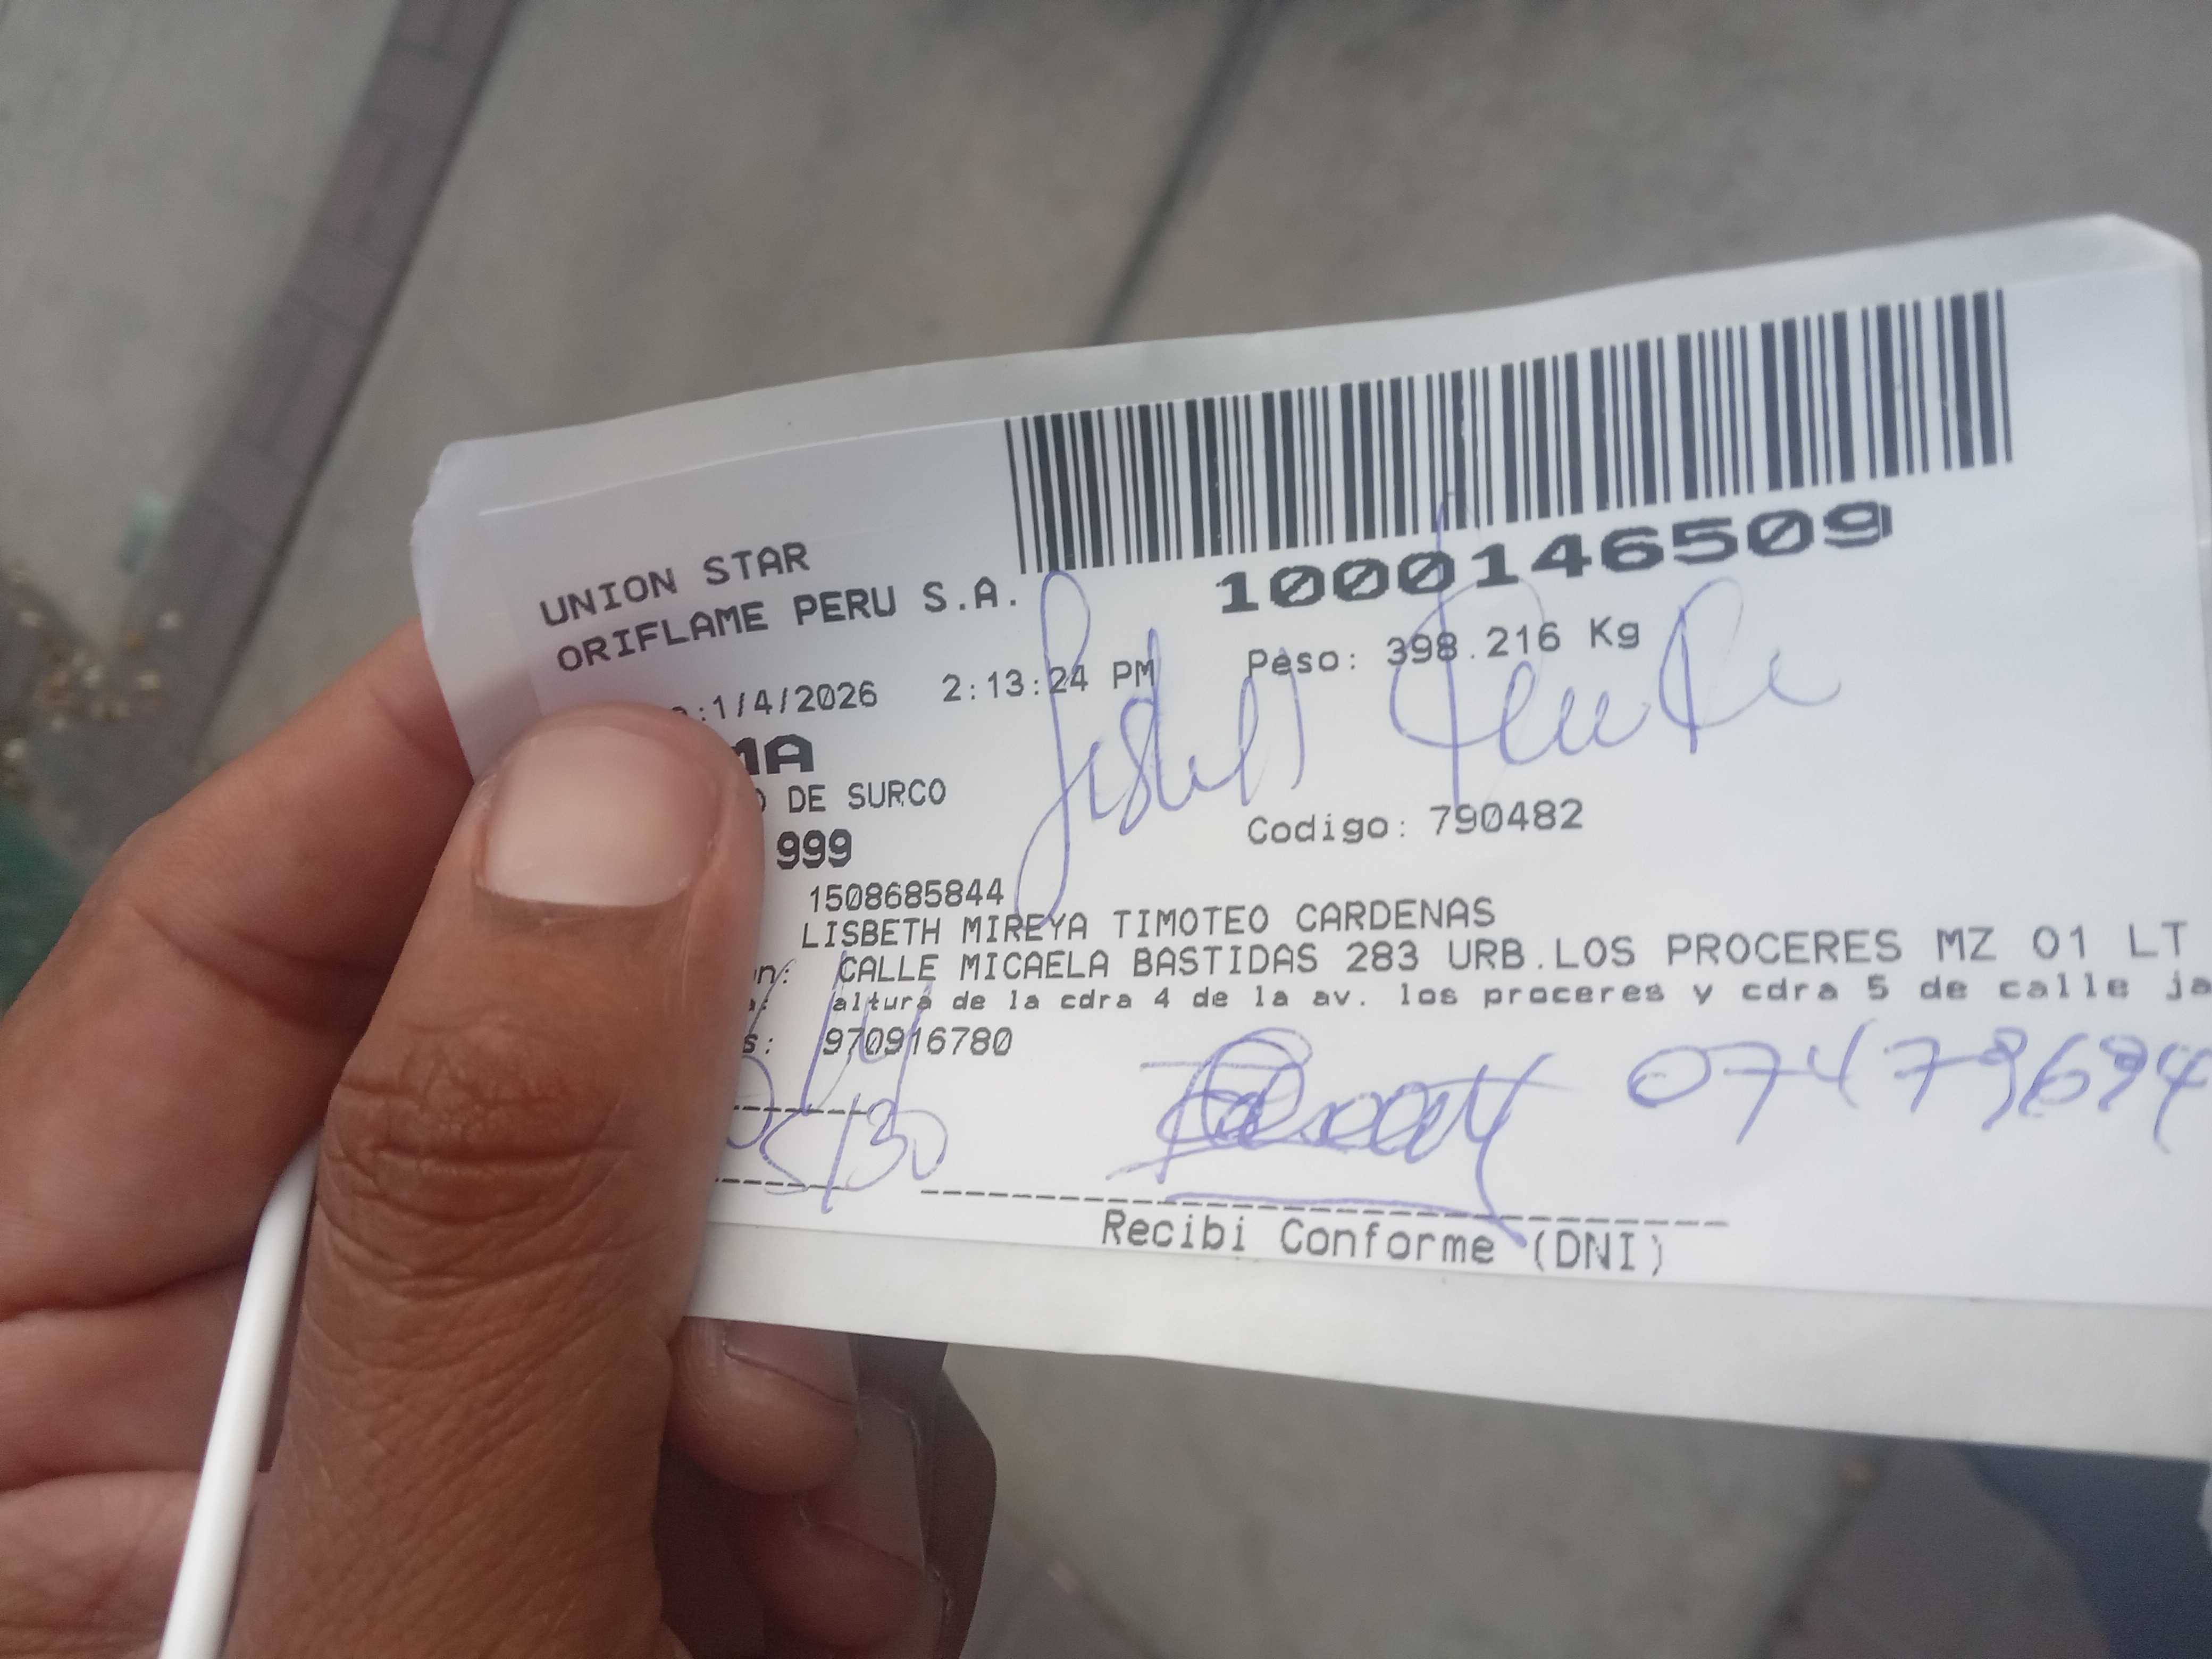 UNION STAR
ORIFLAME PERU S.A.
1000146509
:1/4/2026 2:13:24 PM Peso: 398.216 Kg
MA
DE SURCO
Codigo: 790482
999
1508685844
LISBETH MIREYA TIMOTEO CARDENAS
n: CALLE MICAELA BASTIDAS 283 URB.LOS PROCERES MZ 01 LT
a: altura de la cdra 4 de la av. los proceres y cdra 5 de calle ja
s: 970916780
07479694
Recibi Conforme (DNI)